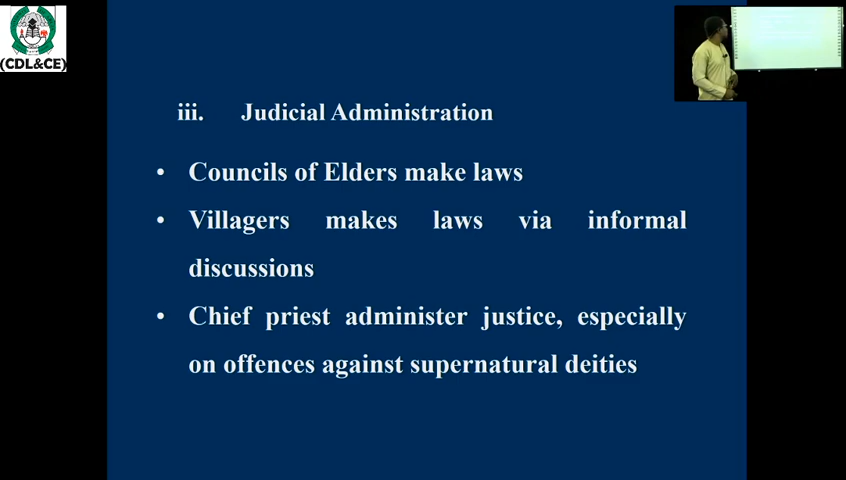 (CDL&CE)
iii. Judicial Administration
• Councils of Elders make laws
• Villagers makes laws via informal
discussions
• Chief priest administer justice, especially
on offences against supernatural deities